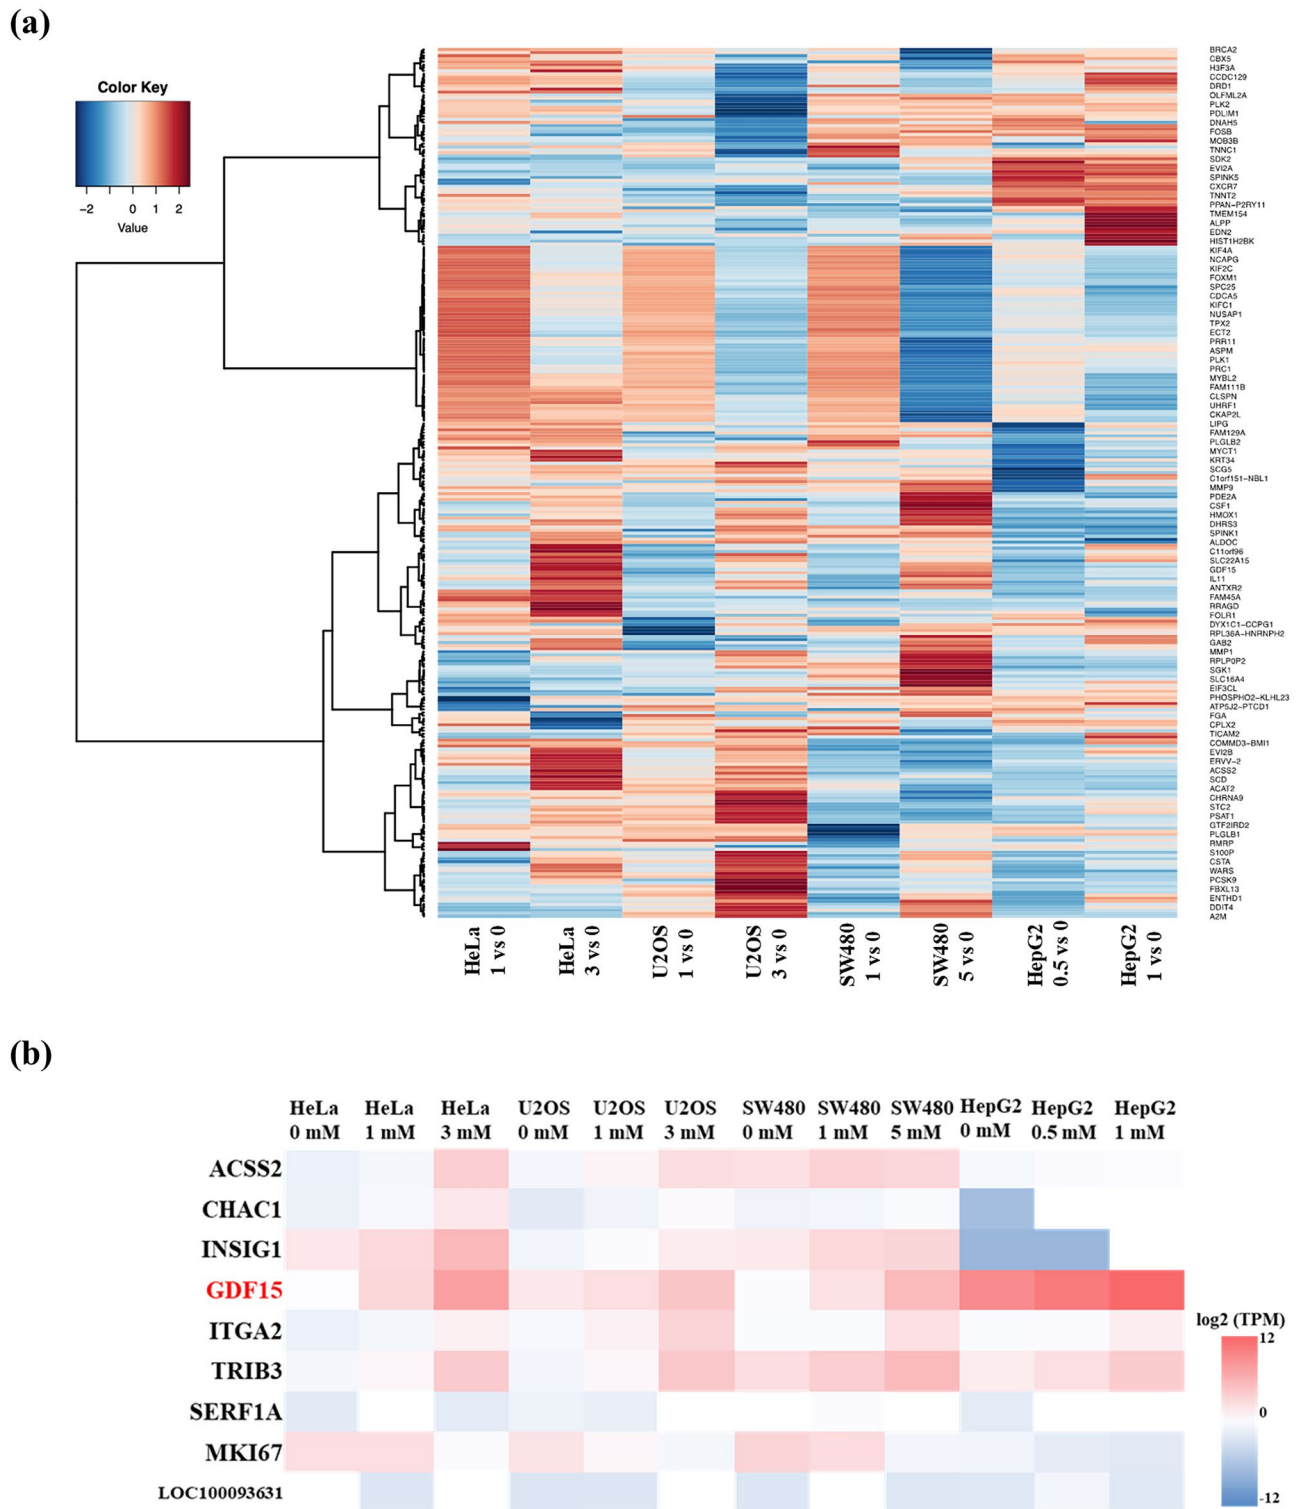 (a)
Color Key
−2 0 1 2
Value
BRCA2
CBX5
H3F3A
CCDC129
DRD1
OLFML2A
PLK2
PDLIM1
DNAH5
FOSB
MOB3B
TNNC1
SDK2
EVI2A
SPINK5
CXCR7
TNNT2
PPAN−P2RY11
TMEM154
ALPP
EDN2
HIST1H2BK
KIF4A
NCAPG
KIF2C
FOXM1
SPC25
CDCA5
KIFC1
NUSAP1
TPX2
ECT2
PRR11
ASPM
PLK1
PRC1
MYBL2
FAM111B
CLSPN
UHRF1
CKAP2L
LIPG
FAM129A
PLGLB2
MYCT1
KRT34
SCG5
C1orf151−NBL1
MMP9
PDE2A
CSF1
HMOX1
DHRS3
SPINK1
ALDOC
C11orf96
SLC22A15
GDF15
IL11
ANTXR2
FAM45A
RRAGD
FOLR1
DYX1C1−CCPG1
RPL36A−HNRNPH2
GAB2
MMP1
RPLP0P2
SGK1
SLC16A4
EIF3CL
PHOSPHO2−KLHL23
ATP5J2−PTCD1
FGA
CPLX2
TICAM2
COMMD3−BMI1
EVI2B
ERVV−2
ACSS2
SCD
ACAT2
CHRNA9
STC2
PSAT1
GTF2IRD2
PLGLB1
RMRP
S100P
CSTA
WARS
PCSK9
FBXL13
ENTHD1
DDIT4
A2M
HeLa
1 vs 0
HeLa
3 vs 0
U2OS
1 vs 0
U2OS
3 vs 0
SW480
1 vs 0
SW480
5 vs 0
HepG2
0.5 vs 0
HepG2
1 vs 0
(b)
HeLa HeLa HeLa U2OS U2OS U2OS SW480 SW480 SW480 HepG2 HepG2 HepG2
0 mM 1 mM 3 mM 0 mM 1 mM 3 mM 0 mM 1 mM 5 mM 0 mM 0.5 mM 1 mM
ACSS2
CHAC1
INSIG1
GDF15
ITGA2
TRIB3
SERF1A
MKI67
LOC100093631
log2 (TPM)
12
0
-12